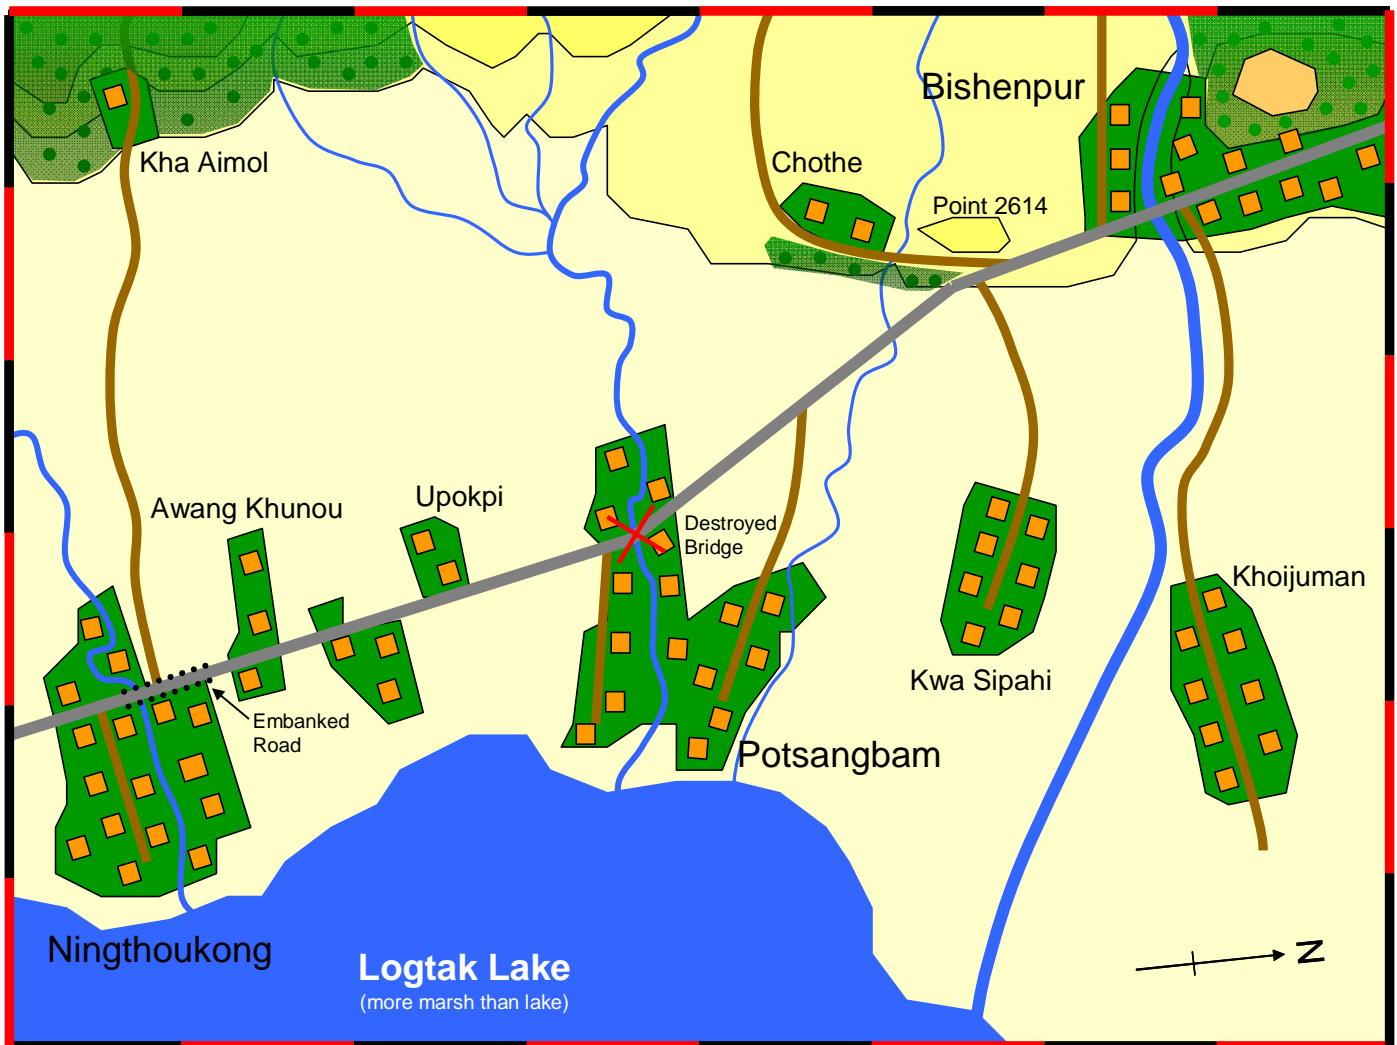 Bishenpur
Kha Aimol
Chothe
Point 2614
Awang Khunou
Upokpi
Destroyed
Bridge
Khoijuman
Kwa Sipahi
Embanked
Road
Potsangbam
Ningthoukong
Logtak Lake
(more marsh than lake)
N